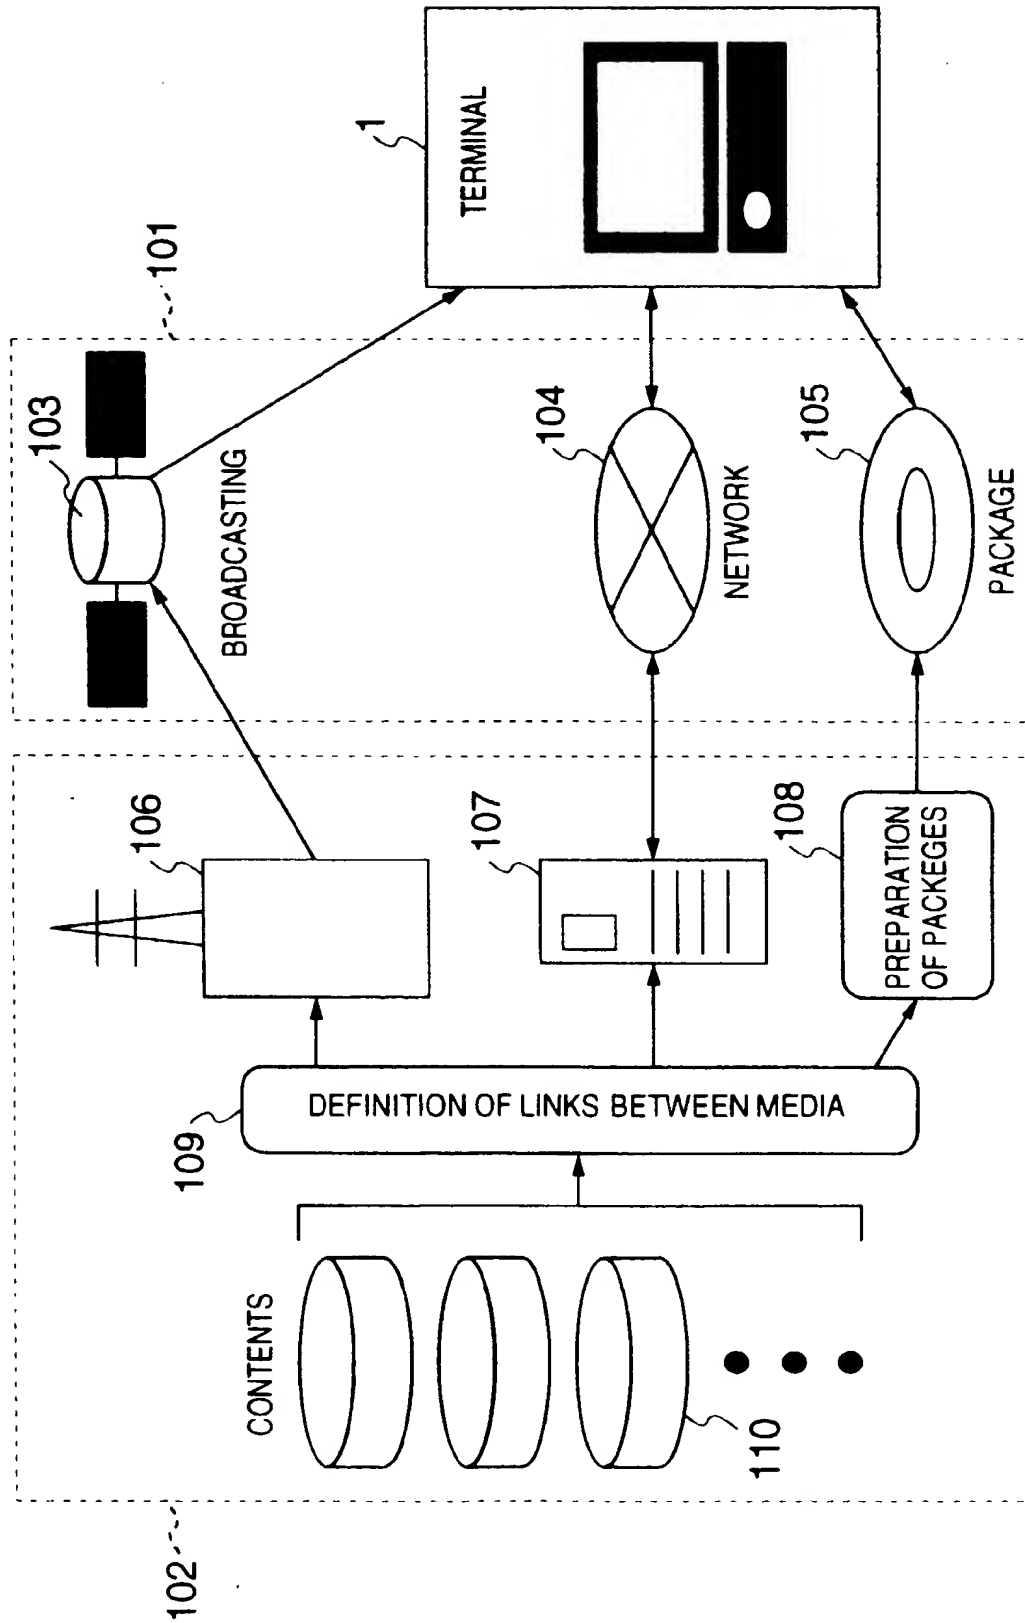 102
101
CONTENTS
110
109
DEFINITION OF LINKS BETWEEN MEDIA
106
107
108
PREPARATION
OF PACKEGES
103
BROADCASTING
104
NETWORK
105
PACKAGE
1
TERMINAL